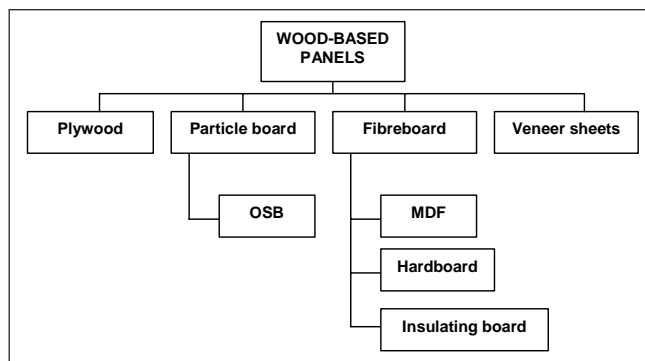 WOOD-BASED
PANELS
Plywood
Particle board
Fibreboard
Veneer sheets
OSB
MDF
Hardboard
Insulating board